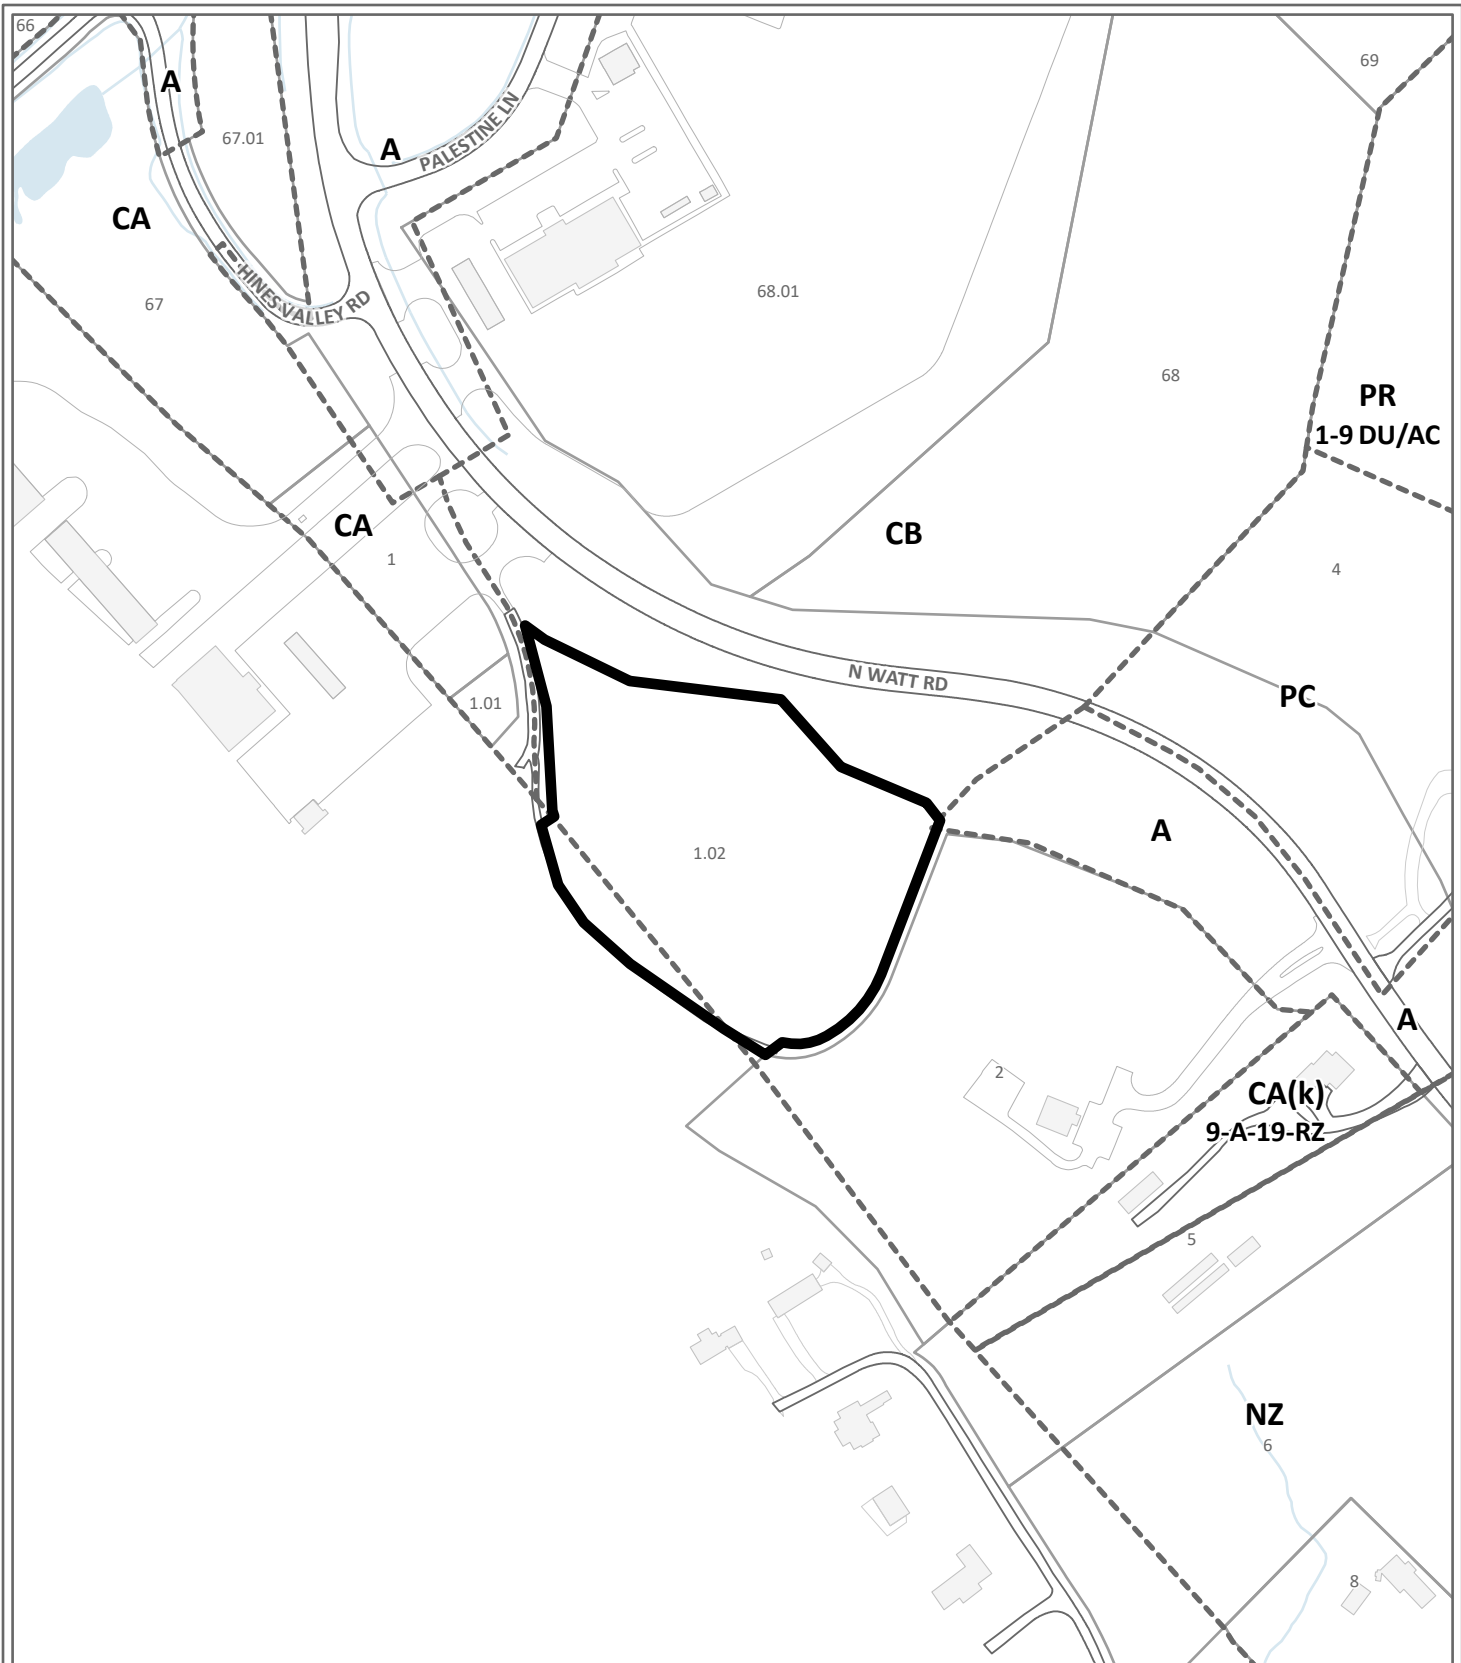 66
69
A
67.01
A
PALESTINE LN
CA
67
HINES VALLEY RD
68.01
68
PR
1-9 DU/AC
CA
1
CB
4
N WATT RD
PC
1.01
A
1.02
A
2
CA(k)
9-A-19-RZ
5
NZ
6
8